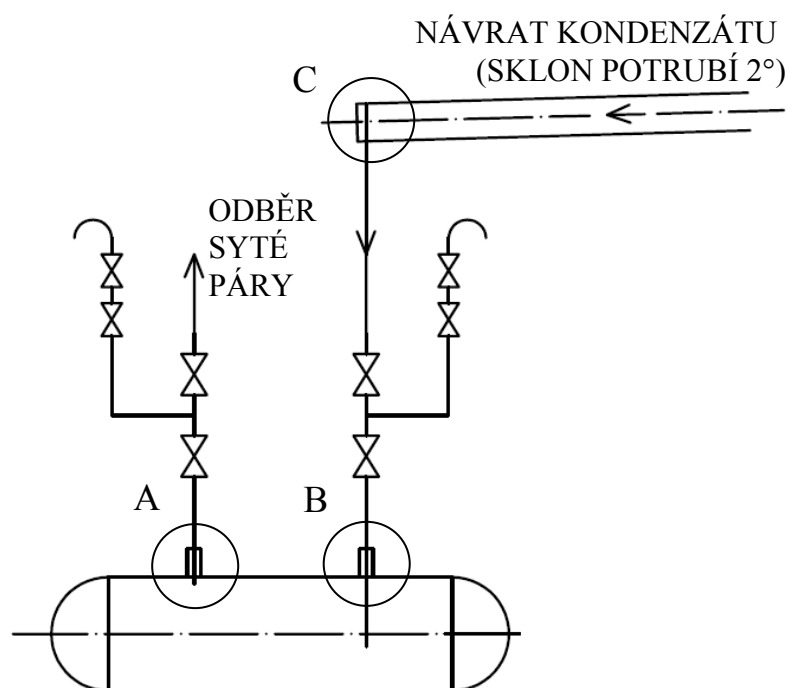 NÁVRAT KONDENZÁTU
(SKLON POTRUBÍ 2°)
C
ODBĚR
SYTÉ
PÁRY
A
B